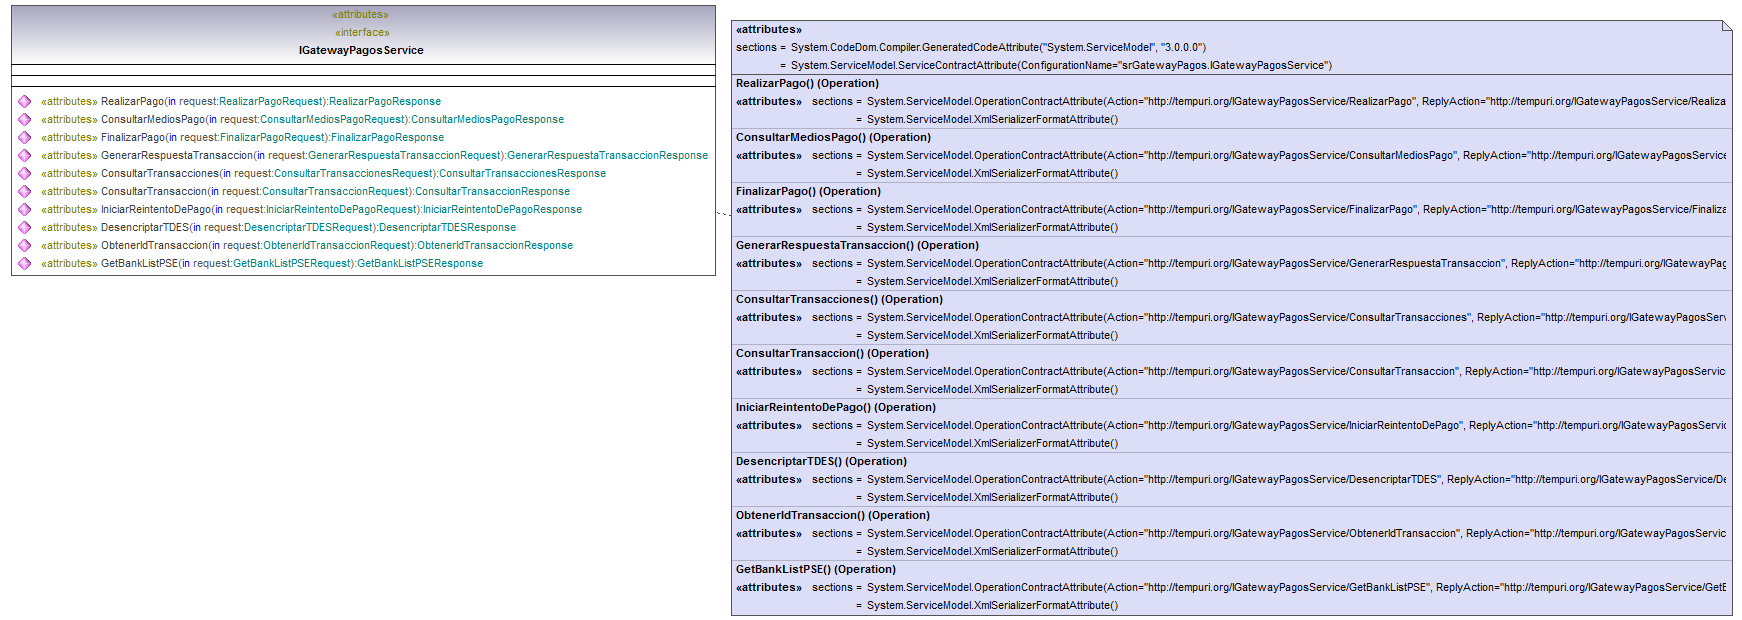 «attributes»
«interface»
IGatewayPagosService
«attributes» RealizarPago(in request:RealizarPagoRequest):RealizarPagoResponse
«attributes» ConsultarMediosPago(in request:ConsultarMediosPagoRequest):ConsultarMediosPagoResponse
«attributes» FinalizarPago(in request:FinalizarPagoRequest):FinalizarPagoResponse
«attributes» GenerarRespuestaTransaccion(in request:GenerarRespuestaTransaccionRequest):GenerarRespuestaTransaccionResponse
«attributes» ConsultarTransacciones(in request:ConsultarTransaccionesRequest):ConsultarTransaccionesResponse
«attributes» ConsultarTransaccion(in request:ConsultarTransaccionRequest):ConsultarTransaccionResponse
«attributes» IniciarReintentoDePago(in request:IniciarReintentoDePagoRequest):IniciarReintentoDePagoResponse
«attributes» DesencriptarTDES(in request:DesencriptarTDESRequest):DesencriptarTDESResponse
«attributes» ObtenerIdTransaccion(in request:ObtenerIdTransaccionRequest):ObtenerIdTransaccionResponse
«attributes» GetBankListPSE(in request:GetBankListPSERequest):GetBankListPSEResponse
«attributes»
sections = System.CodeDom.Compiler.GeneratedCodeAttribute("System.ServiceModel", "3.0.0.0")
= System.ServiceModel.ServiceContractAttribute(ConfigurationName="srGatewayPagos.IGatewayPagosService")
RealizarPago() (Operation)
«attributes» sections = System.ServiceModel.OperationContractAttribute(Action="http://tempuri.org/IGatewayPagosService/RealizarPago", ReplyAction="http://tempuri.org/IGatewayPagosService/Realiza
= System.ServiceModel.XmlSerializerFormatAttribute()
ConsultarMediosPago() (Operation)
«attributes» sections = System.ServiceModel.OperationContractAttribute(Action="http://tempuri.org/IGatewayPagosService/ConsultarMediosPago", ReplyAction="http://tempuri.org/IGatewayPagosService
= System.ServiceModel.XmlSerializerFormatAttribute()
FinalizarPago() (Operation)
«attributes» sections = System.ServiceModel.OperationContractAttribute(Action="http://tempuri.org/IGatewayPagosService/FinalizarPago", ReplyAction="http://tempuri.org/IGatewayPagosService/Finaliza
= System.ServiceModel.XmlSerializerFormatAttribute()
GenerarRespuestaTransaccion() (Operation)
«attributes» sections = System.ServiceModel.OperationContractAttribute(Action="http://tempuri.org/IGatewayPagosService/GenerarRespuestaTransaccion", ReplyAction="http://tempuri.org/IGatewayPag
= System.ServiceModel.XmlSerializerFormatAttribute()
ConsultarTransacciones() (Operation)
«attributes» sections = System.ServiceModel.OperationContractAttribute(Action="http://tempuri.org/IGatewayPagosService/ConsultarTransacciones", ReplyAction="http://tempuri.org/IGatewayPagosServ
= System.ServiceModel.XmlSerializerFormatAttribute()
ConsultarTransaccion() (Operation)
«attributes» sections = System.ServiceModel.OperationContractAttribute(Action="http://tempuri.org/IGatewayPagosService/ConsultarTransaccion", ReplyAction="http://tempuri.org/IGatewayPagosServic
= System.ServiceModel.XmlSerializerFormatAttribute()
IniciarReintentoDePago() (Operation)
«attributes» sections = System.ServiceModel.OperationContractAttribute(Action="http://tempuri.org/IGatewayPagosService/IniciarReintentoDePago", ReplyAction="http://tempuri.org/IGatewayPagosServic
= System.ServiceModel.XmlSerializerFormatAttribute()
DesencriptarTDES() (Operation)
«attributes» sections = System.ServiceModel.OperationContractAttribute(Action="http://tempuri.org/IGatewayPagosService/DesencriptarTDES", ReplyAction="http://tempuri.org/IGatewayPagosService/De
= System.ServiceModel.XmlSerializerFormatAttribute()
ObtenerIdTransaccion() (Operation)
«attributes» sections = System.ServiceModel.OperationContractAttribute(Action="http://tempuri.org/IGatewayPagosService/ObtenerIdTransaccion", ReplyAction="http://tempuri.org/IGatewayPagosServic
= System.ServiceModel.XmlSerializerFormatAttribute()
GetBankListPSE() (Operation)
«attributes» sections = System.ServiceModel.OperationContractAttribute(Action="http://tempuri.org/IGatewayPagosService/GetBankListPSE", ReplyAction="http://tempuri.org/IGatewayPagosService/GetB
= System.ServiceModel.XmlSerializerFormatAttribute()